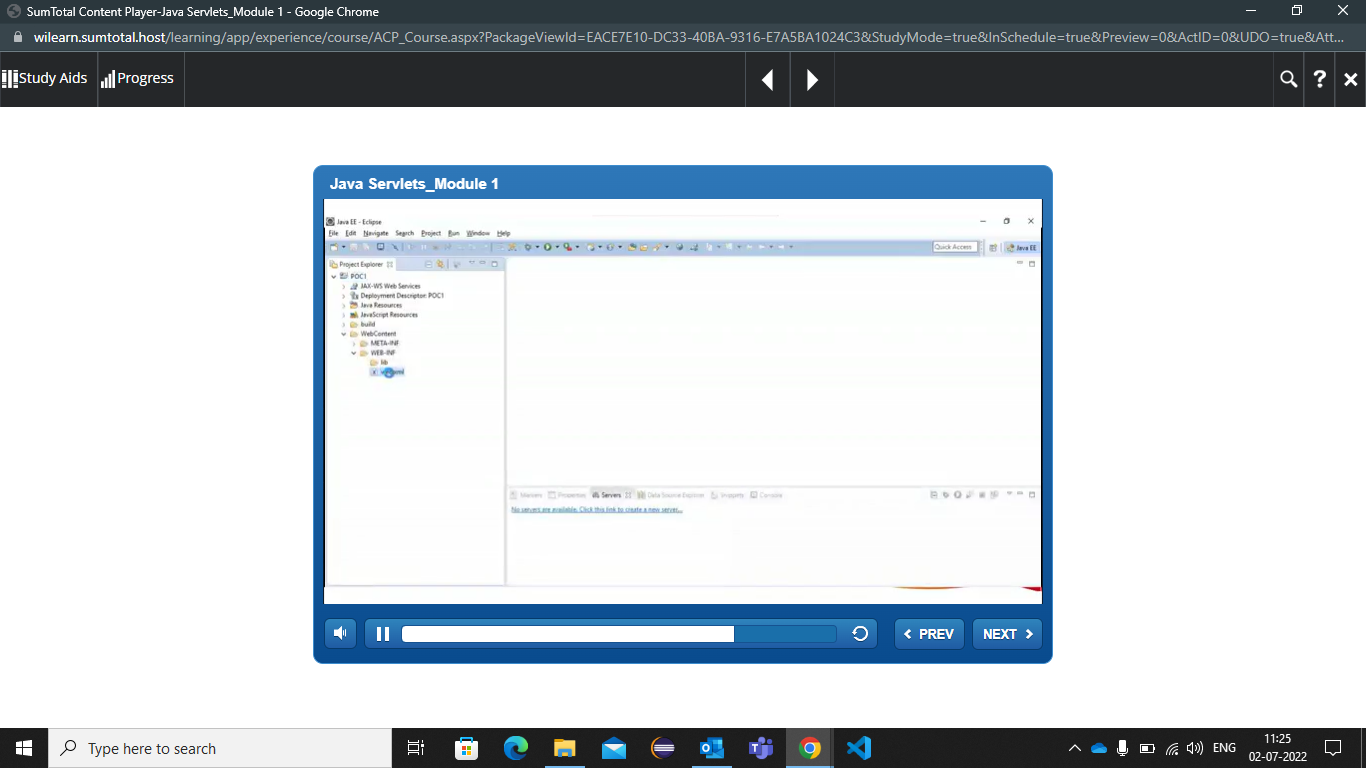 SumTotal Content Player-Java Servlets_Module 1 - Google Chrome
wilearn.sumtotal.host/learning/app/experience/course/ACP_Course.aspx?PackageViewId=EACE7E10-DC33-40BA-9316-E7A5BA1024C3&StudyMode=true&InSchedule=true&Preview=0&ActID=0&UDO=true&Att...
Study Aids Progress
Java Servlets_Module 1
Java EE - Eclipse
File Edit Navigate Search Project Run Window Help
Quick Access Java EE
Project Explorer
POC1
JAX-WS Web Services
Deployment Descriptor: POC1
Java Resources
JavaScript Resources
build
WebContent
META-INF
WEB-INF
lib
Markers Properties Servers Data Source Explorer Snippets Console
No servers are available. Click this link to create a new server...
PREV NEXT
Type here to search
ENG
11:25
02-07-2022